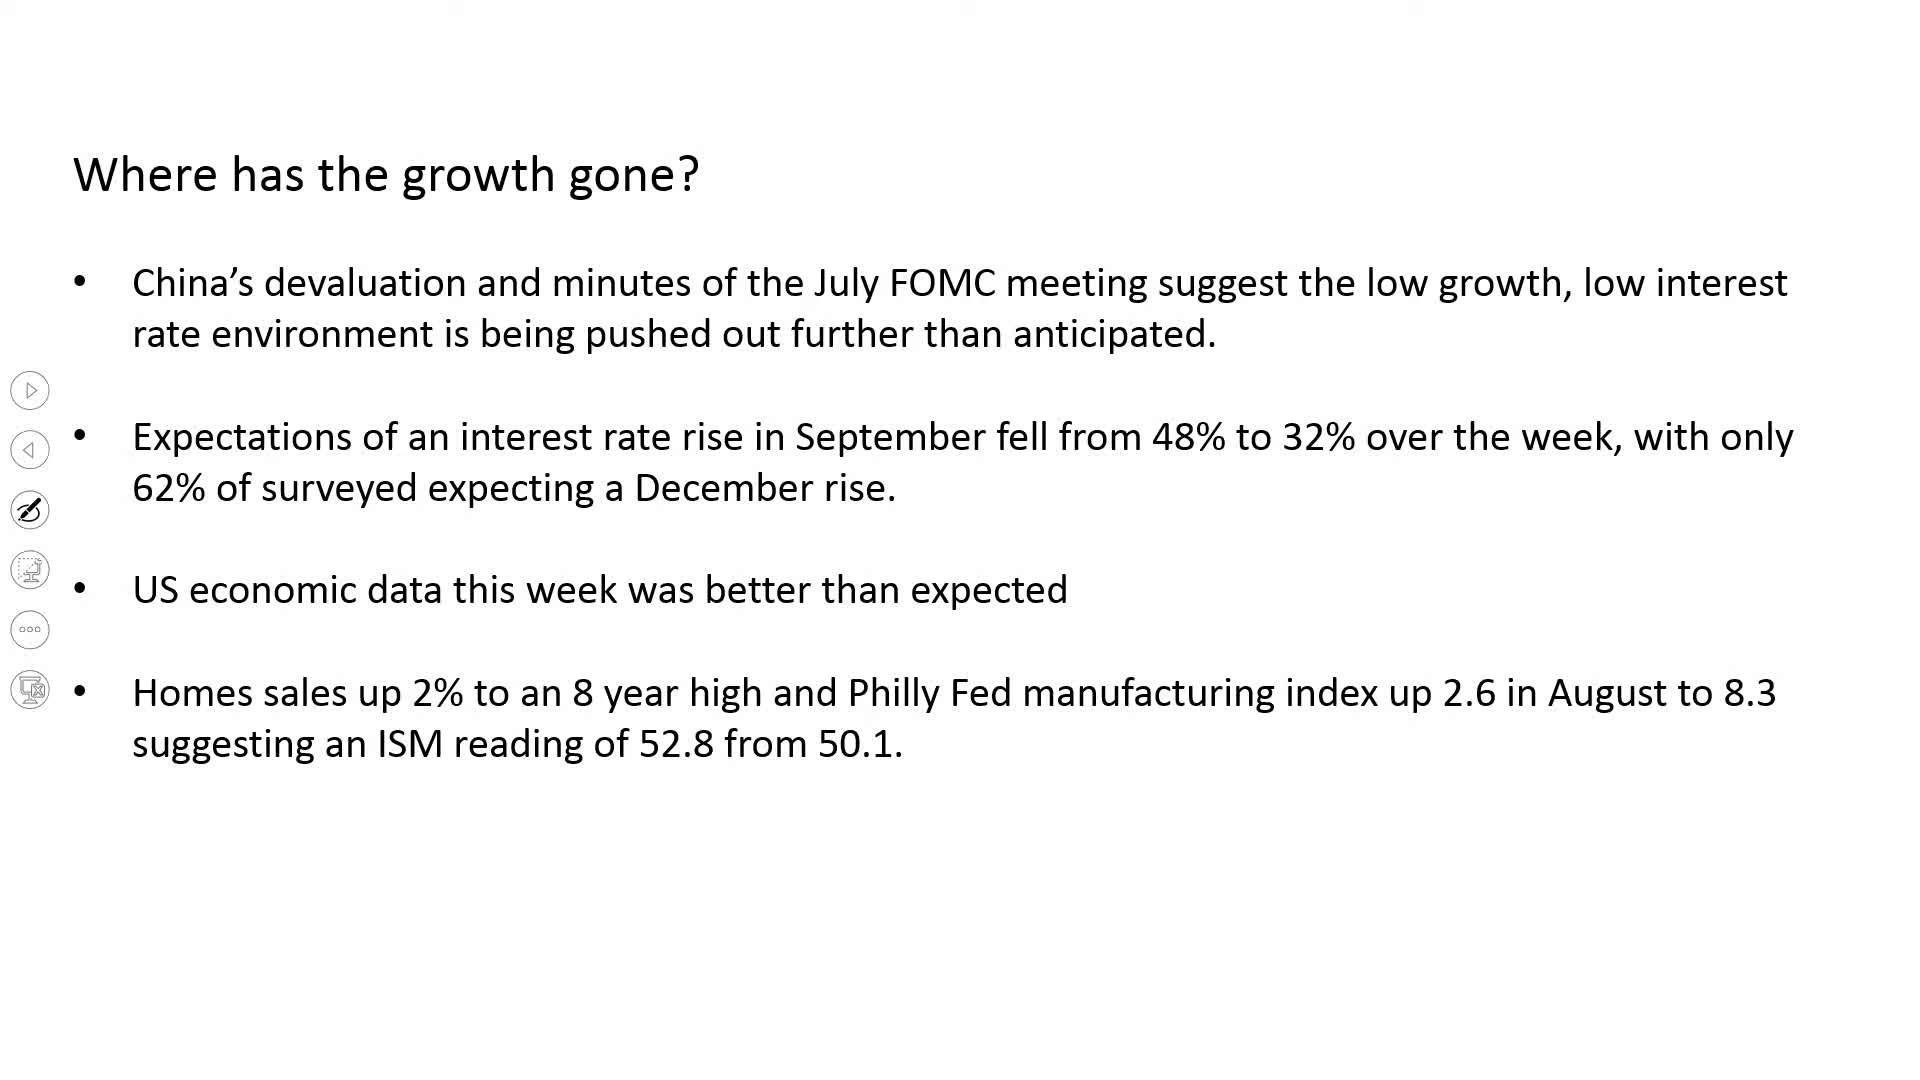 Where has the growth gone?
• China’s devaluation and minutes of the July FOMC meeting suggest the low growth, low interest
rate environment is being pushed out further than anticipated.
• Expectations of an interest rate rise in September fell from 48% to 32% over the week, with only
62% of surveyed expecting a December rise.
• US economic data this week was better than expected
• Homes sales up 2% to an 8 year high and Philly Fed manufacturing index up 2.6 in August to 8.3
suggesting an ISM reading of 52.8 from 50.1.